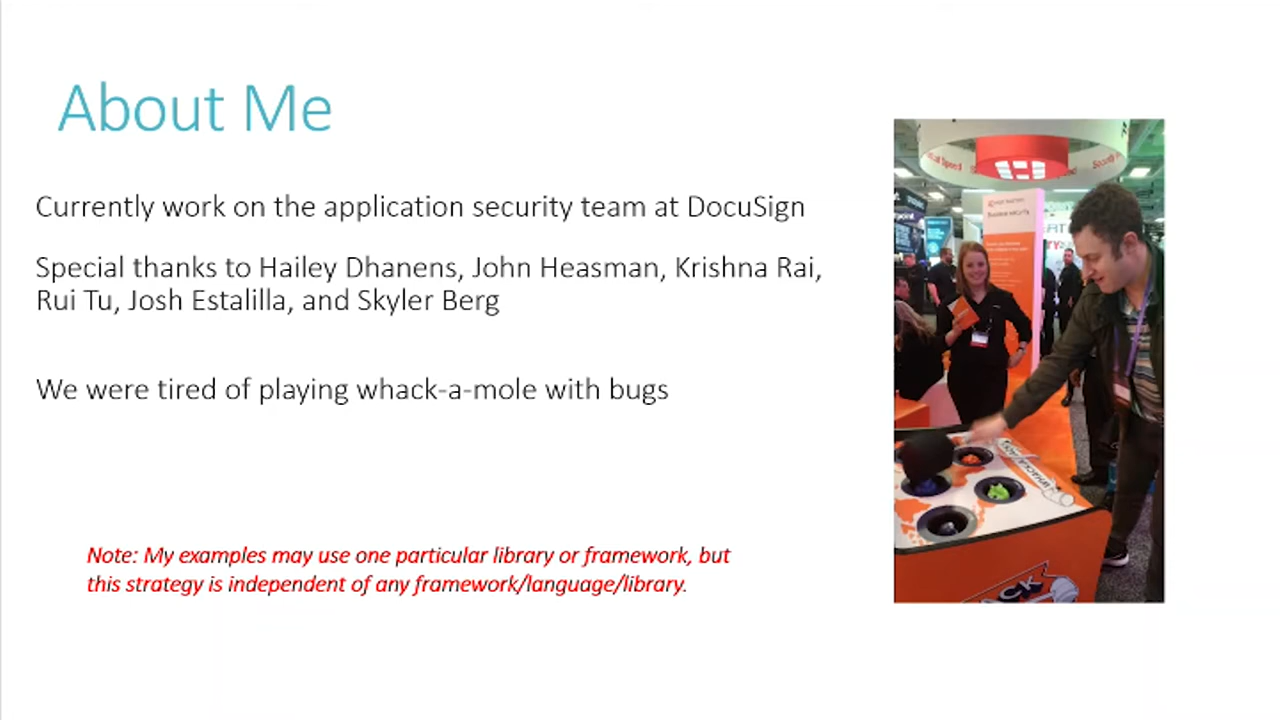 About Me
Currently work on the application security team at DocuSign
Special thanks to Hailey Dhanens, John Heasman, Krishna Rai,
Rui Tu, Josh Estalilla, and Skyler Berg
We were tired of playing whack-a-mole with bugs
Note: My examples may use one particular library or framework, but
this strategy is independent of any framework/language/library.